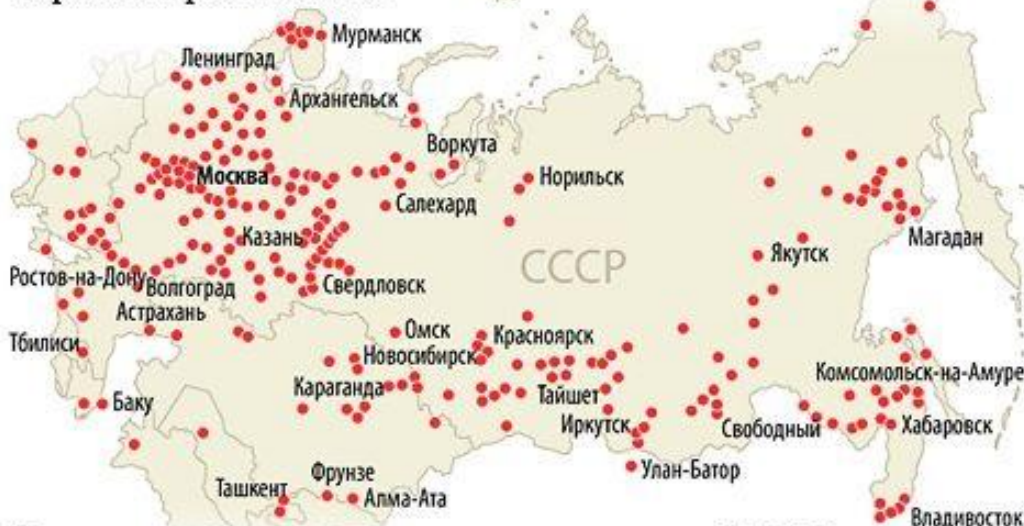 Мурманск
Ленинград
Архангельск
Воркута
Москва
Норильск
Салехард
Казань
Магадан
СССР
Якутск
Ростов-на-Дону
Волгоград
Свердловск
Астрахань
Омск
Красноярск
Тбилиси
Новосибирск
Комсомольск-на-Амуре
Караганда
Тайшет
Баку
Иркутск
Свободный
Хабаровск
Улан-Батор
Фрунзе
Ташкент
Алма-Ата
Владивосток